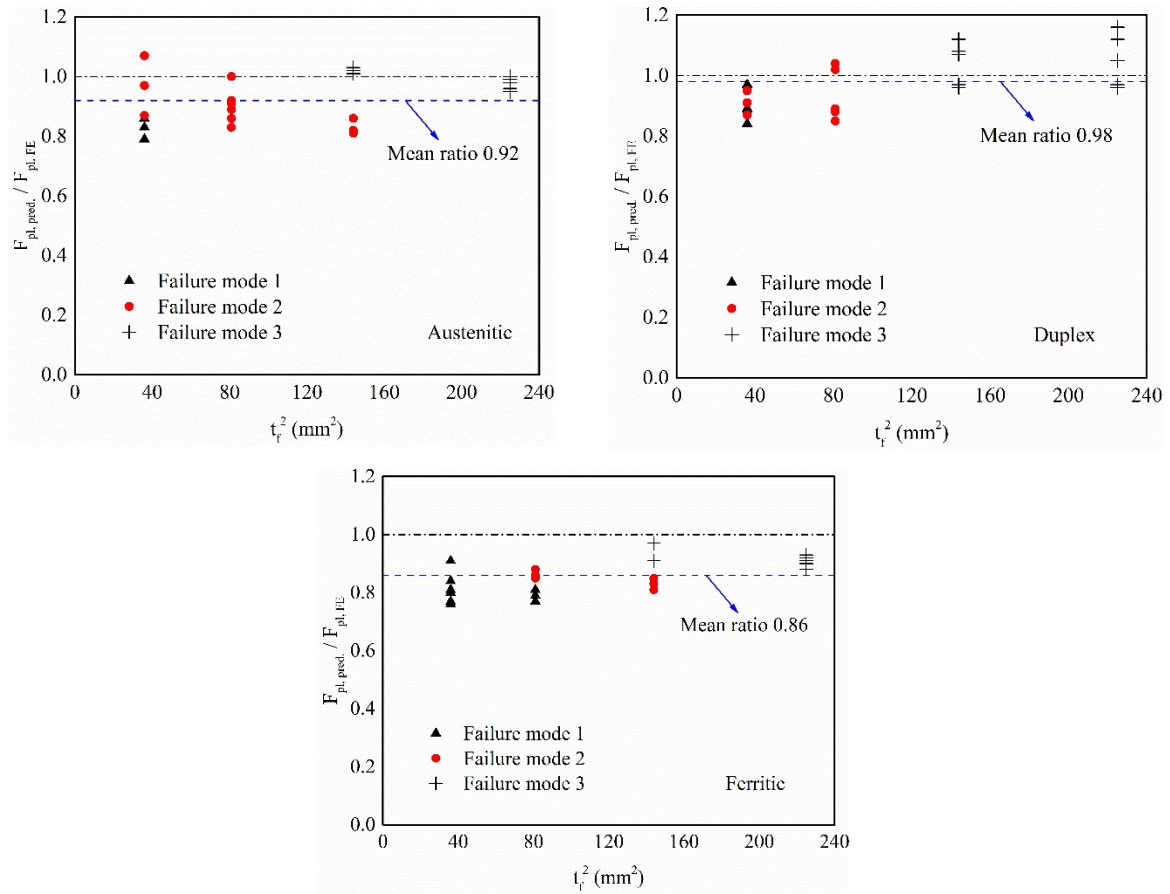 1.2
1.0
0.8
0.6
0.4
0.2
0.0
F_pl, pred. / F_pl, FE
Mean ratio 0.92
Failure mode 1
Failure mode 2
Failure mode 3
Austenitic
0 40 80 120 160 200 240
t_f^2 (mm^2)
1.2
1.0
0.8
0.6
0.4
0.2
0.0
F_pl, pred. / F_pl, FE
Mean ratio 0.98
Failure mode 1
Failure mode 2
Failure mode 3
Duplex
0 40 80 120 160 200 240
t_f^2 (mm^2)
1.2
1.0
0.8
0.6
0.4
0.2
0.0
F_pl, pred. / F_pl, FE
Mean ratio 0.86
Failure mode 1
Failure mode 2
Failure mode 3
Ferritic
0 40 80 120 160 200 240
t_f^2 (mm^2)